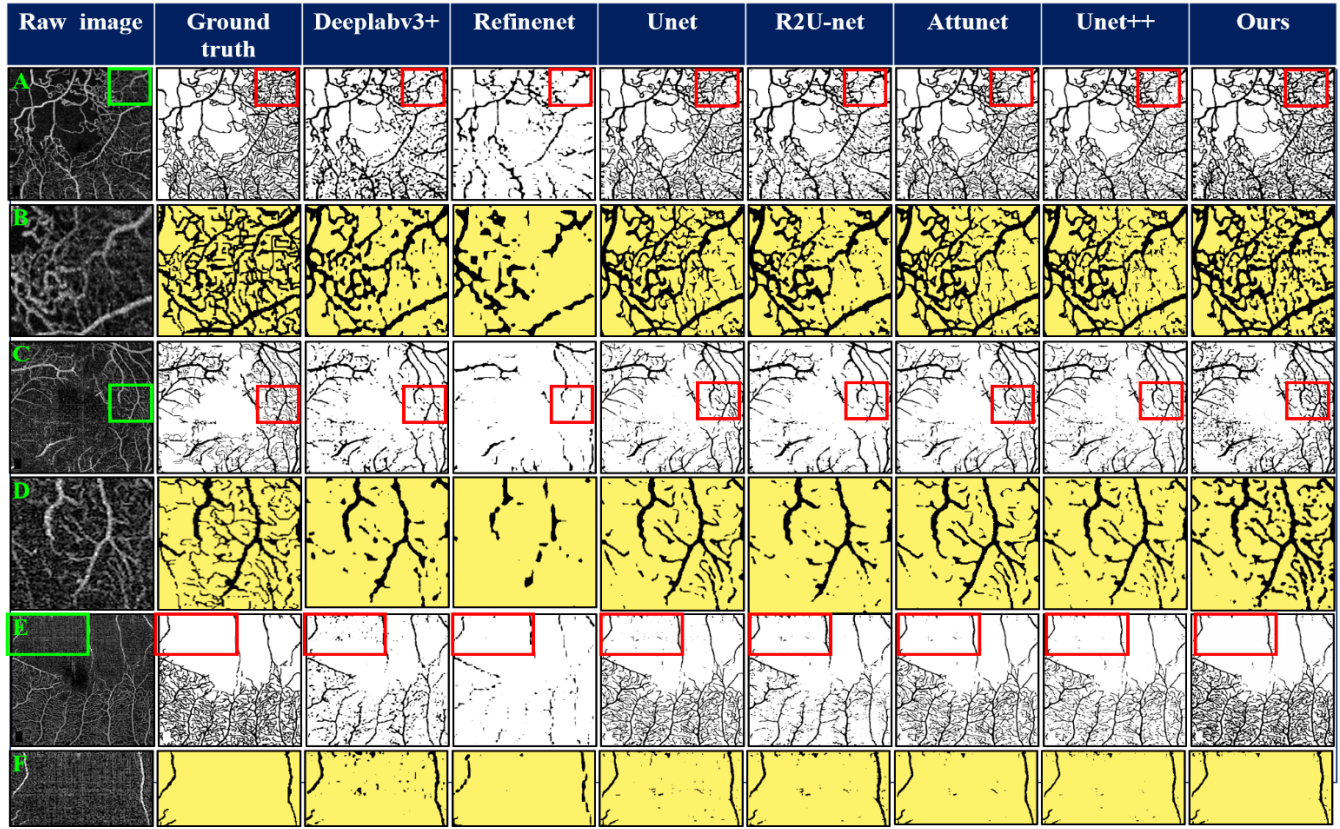 Raw image
Ground truth
Deeplabv3+
Refinenet
Unet
R2U-net
Attunet
Unet++
Ours
A
B
C
D
E
F